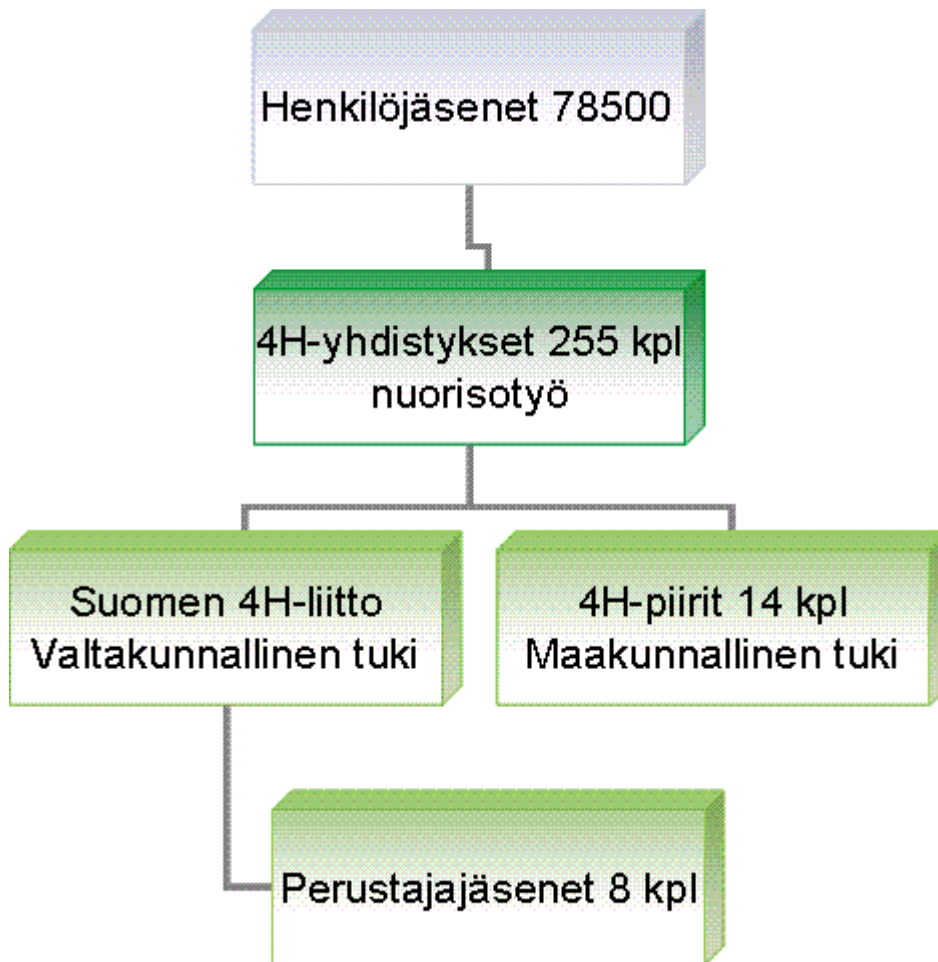 Henkilöjäsenet 78500
4H-yhdistykset 255 kpl
nuorisotyö
Suomen 4H-liitto
Valtakunnallinen tuki
4H-piirit 14 kpl
Maakunnallinen tuki
Perustajajäsenet 8 kpl